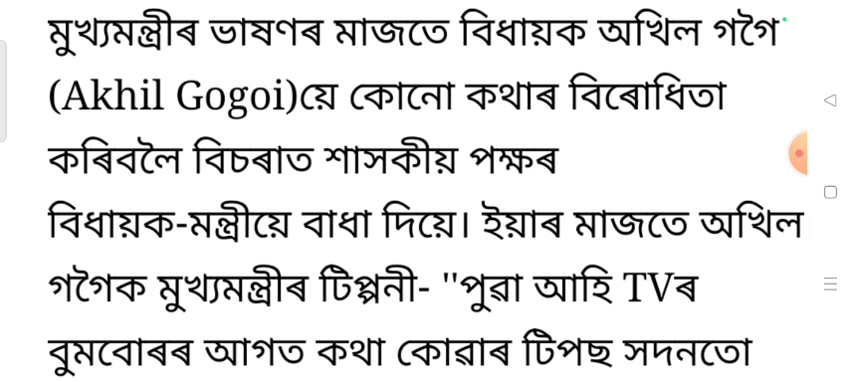 মুখ্যমন্ত্ৰীৰ ভাষণৰ মাজতে বিধায়ক অখিল গগৈ
(Akhil Gogoi)য়ে কোনো কথাৰ বিৰোধিতা
কৰিবলৈ বিচৰাত শাসকীয় পক্ষৰ
বিধায়ক-মন্ত্ৰীয়ে বাধা দিয়ে। ইয়াৰ মাজতে অখিল
গগৈক মুখ্যমন্ত্ৰীৰ টিপ্পনী- ''পুৱা আহি TVৰ
বুমবোৰৰ আগত কথা কোৱাৰ টিপছ সদনতো